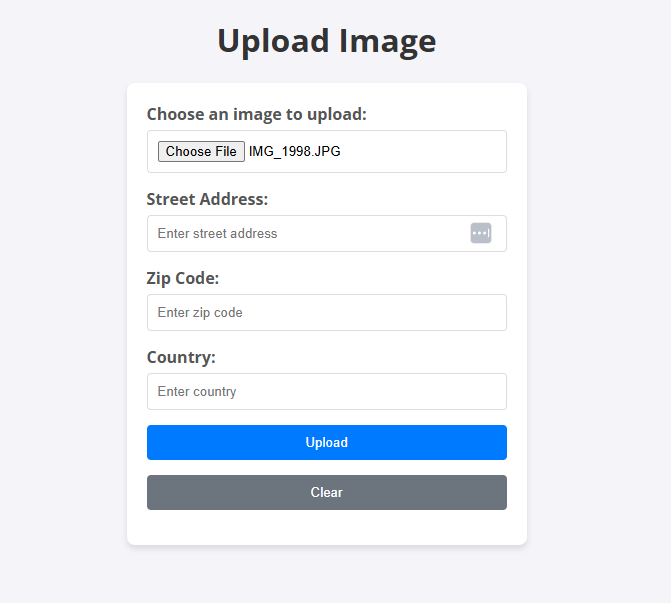 Upload Image
Choose an image to upload:
Choose File IMG_1998.JPG
Street Address:
Enter street address
Zip Code:
Enter zip code
Country:
Enter country
Upload
Clear